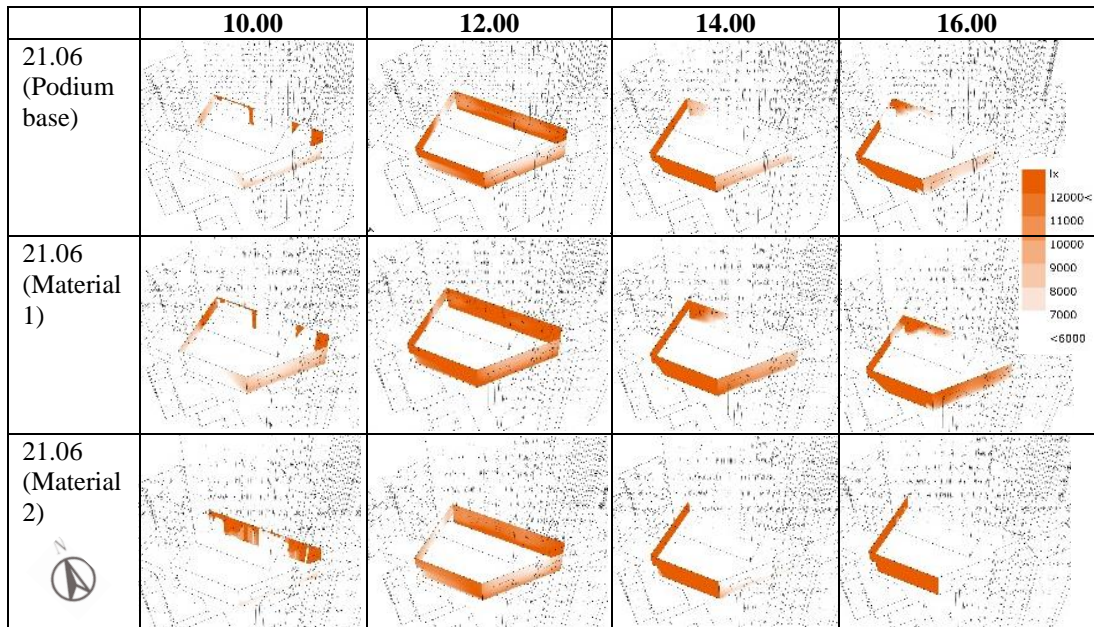 10.00 12.00 14.00 16.00
21.06
(Podium
base)
lx
12000<
11000
10000
9000
8000
7000
<6000
21.06
(Material
1)
21.06
(Material
2)
N